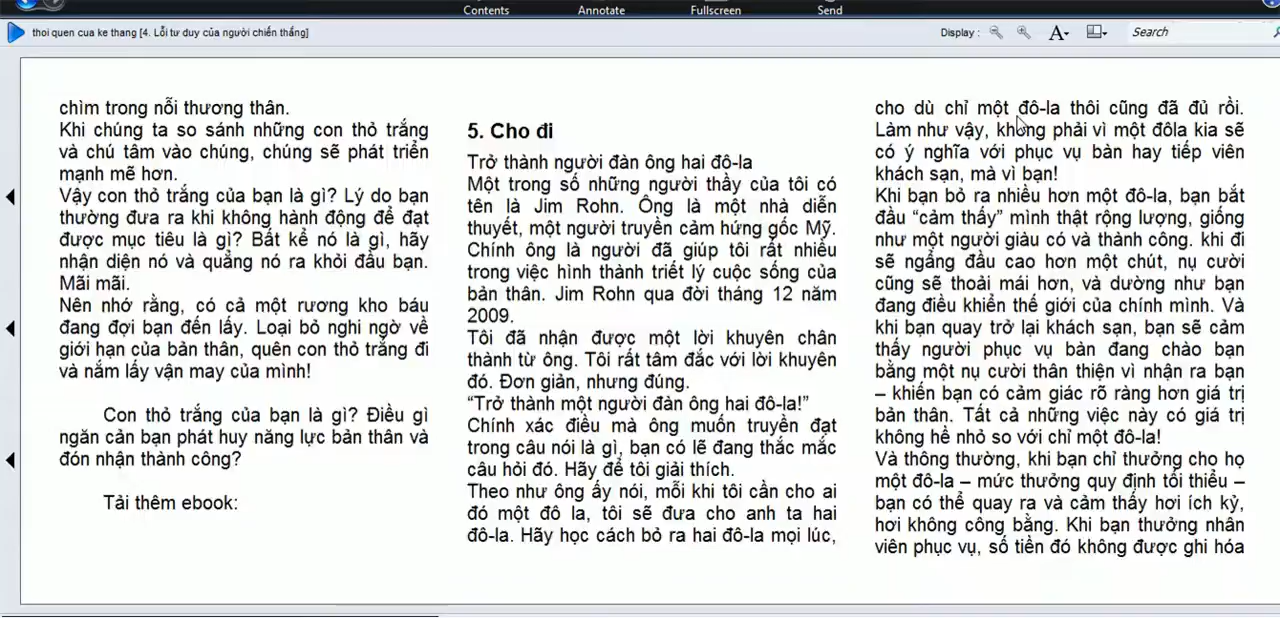 Contents
Annotate
Fullscreen
Send
thoi quen cua ke thang [4. Lỗi tư duy của người chiến thắng]
Display :
A
Search
chìm trong nỗi thương thân.
Khi chúng ta so sánh những con thỏ trắng
và chú tâm vào chúng, chúng sẽ phát triển
mạnh mẽ hơn.
Vậy con thỏ trắng của bạn là gì? Lý do bạn
thường đưa ra khi không hành động để đạt
được mục tiêu là gì? Bất kể nó là gì, hãy
nhận diện nó và quẳng nó ra khỏi đầu bạn.
Mãi mãi.
Nên nhớ rằng, có cả một rương kho báu
đang đợi bạn đến lấy. Loại bỏ nghi ngờ về
giới hạn của bản thân, quên con thỏ trắng đi
và nắm lấy vận may của mình!
Con thỏ trắng của bạn là gì? Điều gì
ngăn cản bạn phát huy năng lực bản thân và
đón nhận thành công?
Tải thêm ebook:
5. Cho đi
Trở thành người đàn ông hai đô-la
Một trong số những người thầy của tôi có
tên là Jim Rohn. Ông là một nhà diễn
thuyết, một người truyền cảm hứng gốc Mỹ.
Chính ông là người đã giúp tôi rất nhiều
trong việc hình thành triết lý cuộc sống của
bản thân. Jim Rohn qua đời tháng 12 năm
2009.
Tôi đã nhận được một lời khuyên chân
thành từ ông. Tôi rất tâm đắc với lời khuyên
đó. Đơn giản, nhưng đúng.
“Trở thành một người đàn ông hai đô-la!”
Chính xác điều mà ông muốn truyền đạt
trong câu nói là gì, bạn có lẽ đang thắc mắc
câu hỏi đó. Hãy để tôi giải thích.
Theo như ông ấy nói, mỗi khi tôi cần cho ai
đó một đô la, tôi sẽ đưa cho anh ta hai
đô-la. Hãy học cách bỏ ra hai đô-la mọi lúc,
cho dù chỉ một đô-la thôi cũng đã đủ rồi.
Làm như vậy, không phải vì một đôla kia sẽ
có ý nghĩa với phục vụ bàn hay tiếp viên
khách sạn, mà vì bạn!
Khi bạn bỏ ra nhiều hơn một đô-la, bạn bắt
đầu “cảm thấy” mình thật rộng lượng, giống
như một người giàu có và thành công. khi đi
sẽ ngẩng đầu cao hơn một chút, nụ cười
cũng sẽ thoải mái hơn, và dường như bạn
đang điều khiển thế giới của chính mình. Và
khi bạn quay trở lại khách sạn, bạn sẽ cảm
thấy người phục vụ bàn đang chào bạn
bằng một nụ cười thân thiện vì nhận ra bạn
– khiến bạn có cảm giác rõ ràng hơn giá trị
bản thân. Tất cả những việc này có giá trị
không hề nhỏ so với chỉ một đô-la!
Và thông thường, khi bạn chỉ thưởng cho họ
một đô-la – mức thưởng quy định tối thiểu –
bạn có thể quay ra và cảm thấy hơi ích kỷ,
hơi không công bằng. Khi bạn thưởng nhân
viên phục vụ, số tiền đó không được ghi hóa